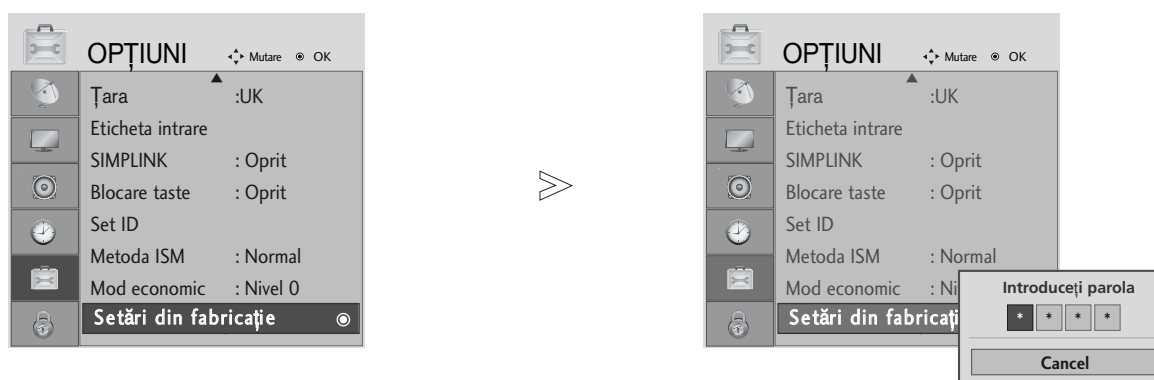 OPȚIUNI Mutare OK
Țara :UK
Eticheta intrare
SIMPLINK : Oprit
Blocare taste : Oprit
Set ID
Metoda ISM : Normal
Mod economic : Nivel 0
Setări din fabricație
OPȚIUNI Mutare OK
Țara :UK
Eticheta intrare
SIMPLINK : Oprit
Blocare taste : Oprit
Set ID
Metoda ISM : Normal
Mod economic : Ni
Setări din fabricați
Introduceți parola
* * * *
Cancel